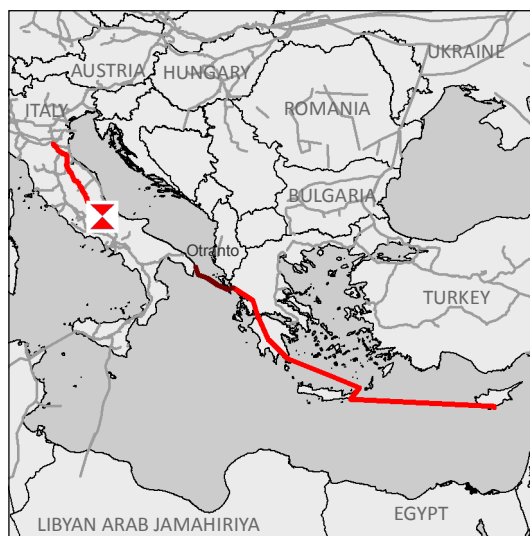 UKRAINE
AUSTRIA
HUNGARY
ITALY
ROMANIA
BULGARIA
Otranto
TURKEY
EGYPT
LIBYAN ARAB JAMAHIRIYA